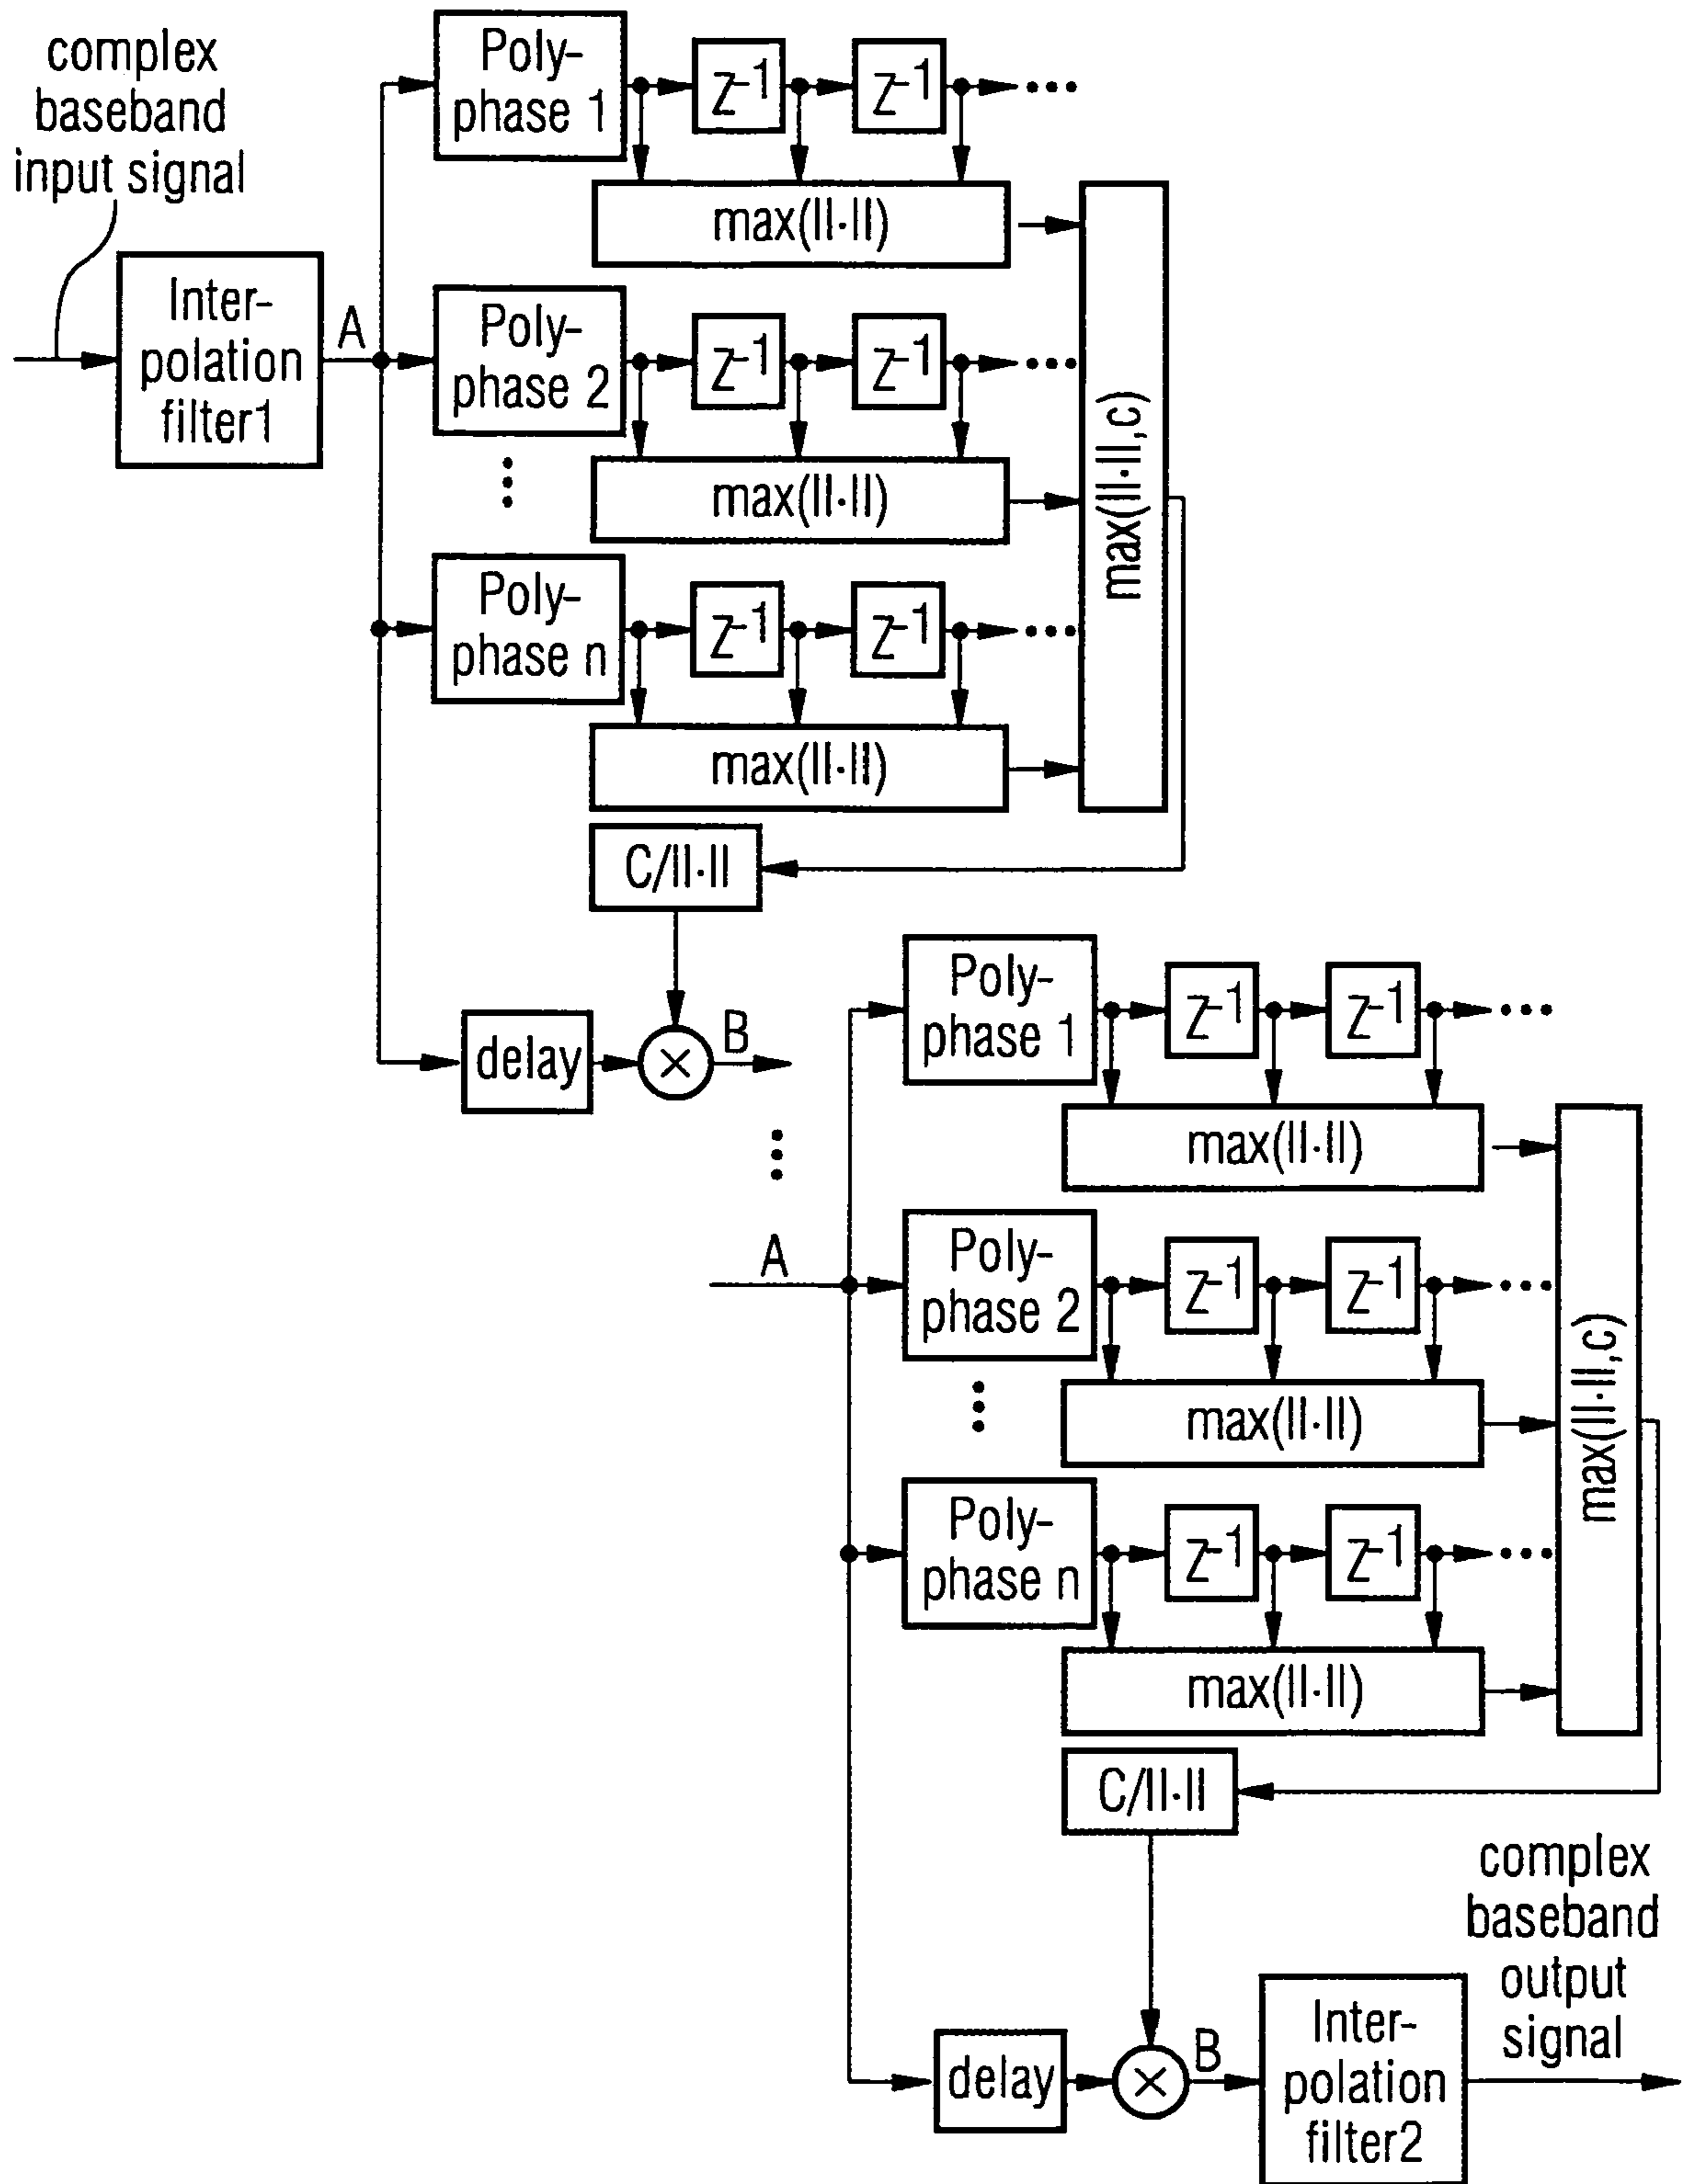 complex
baseband
input signal
Inter-
polation
filter1
A
Poly-
phase 1
Z-1
Z-1
...
max(II·II)
Poly-
phase 2
Z-1
Z-1
...
max(II·II)
Poly-
phase n
Z-1
Z-1
...
max(II·II)
max(II·II,c)
C/II·II
delay
×
B
A
Poly-
phase 1
Z-1
Z-1
...
max(II·II)
Poly-
phase 2
Z-1
Z-1
...
max(II·II)
Poly-
phase n
Z-1
Z-1
...
max(II·II)
max(II·II,c)
C/II·II
delay
×
B
Inter-
polation
filter2
complex
baseband
output
signal